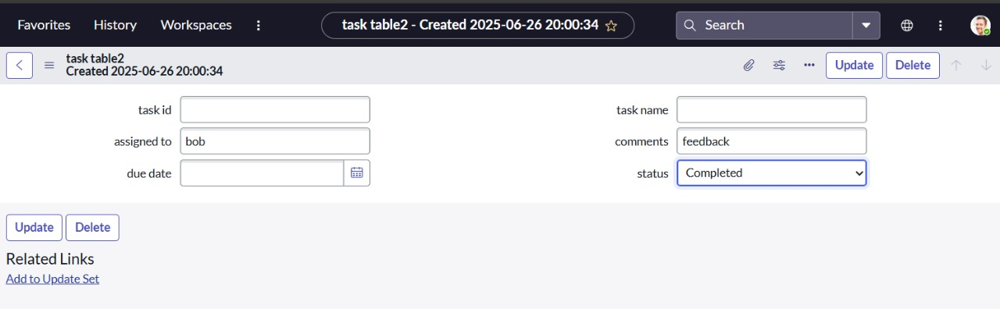 Favorites History Workspaces task table2 - Created 2025-06-26 20:00:34 Search
task table2
Created 2025-06-26 20:00:34
Update Delete
task id
task name
assigned to bob
comments feedback
due date
status Completed
Update Delete
Related Links
Add to Update Set